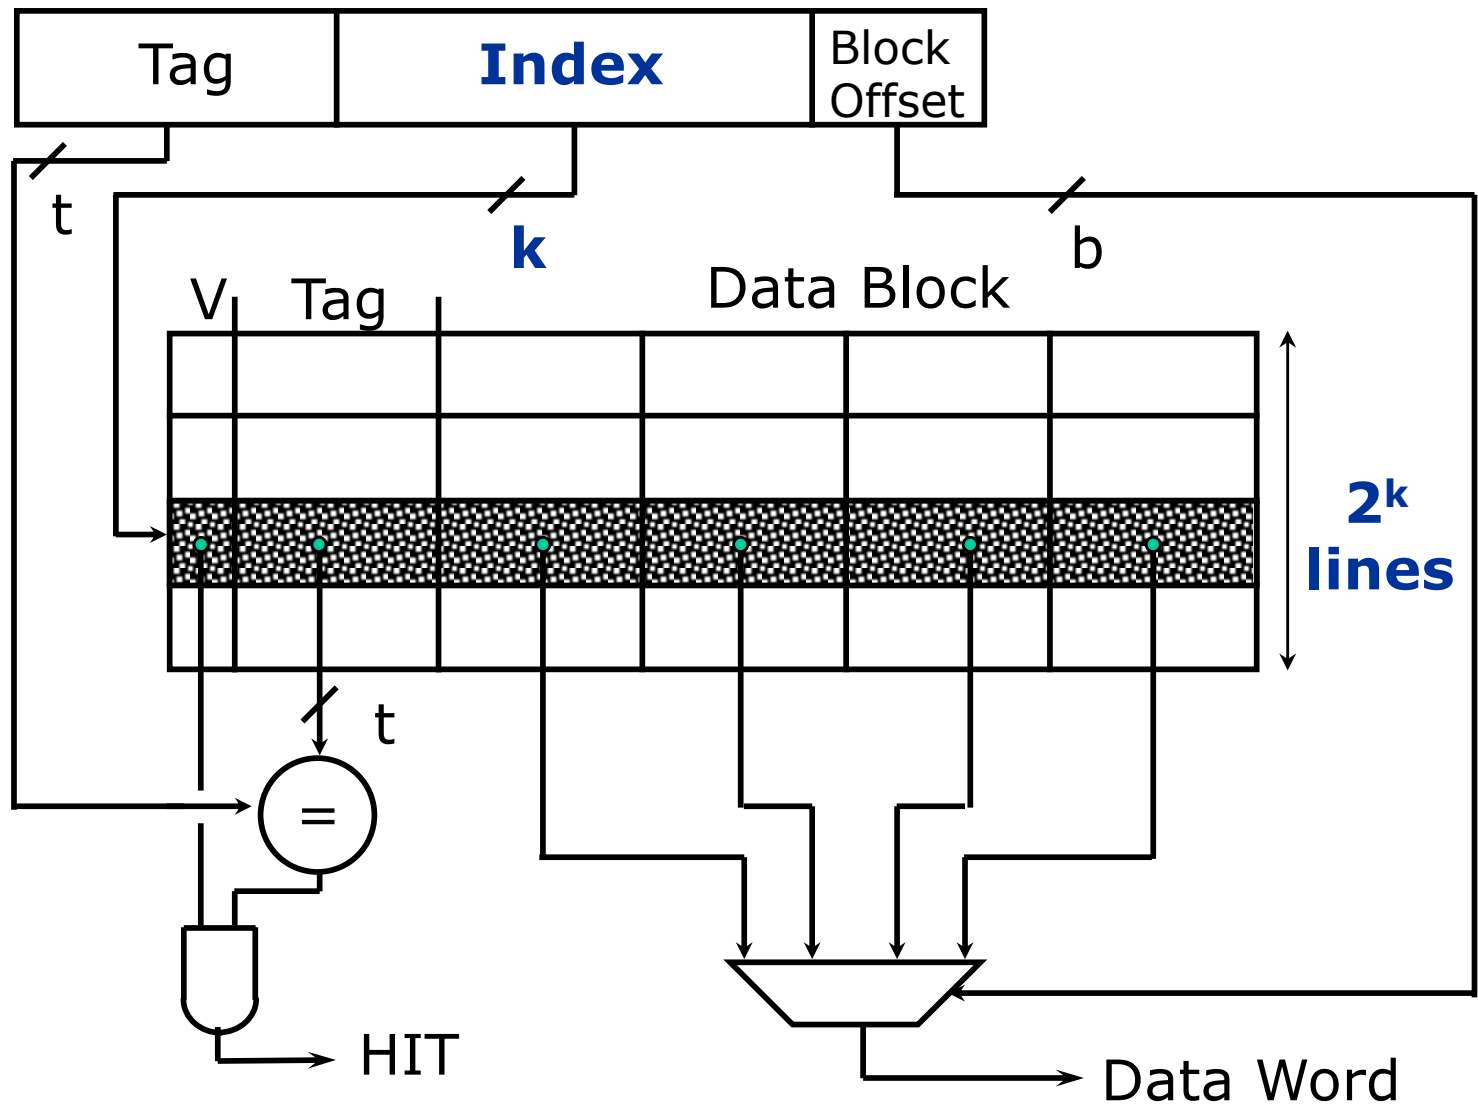 Tag
Index
Block
Offset
t
k
b
V
Tag
Data Block
2ᵏ
lines
t
=
HIT
Data Word